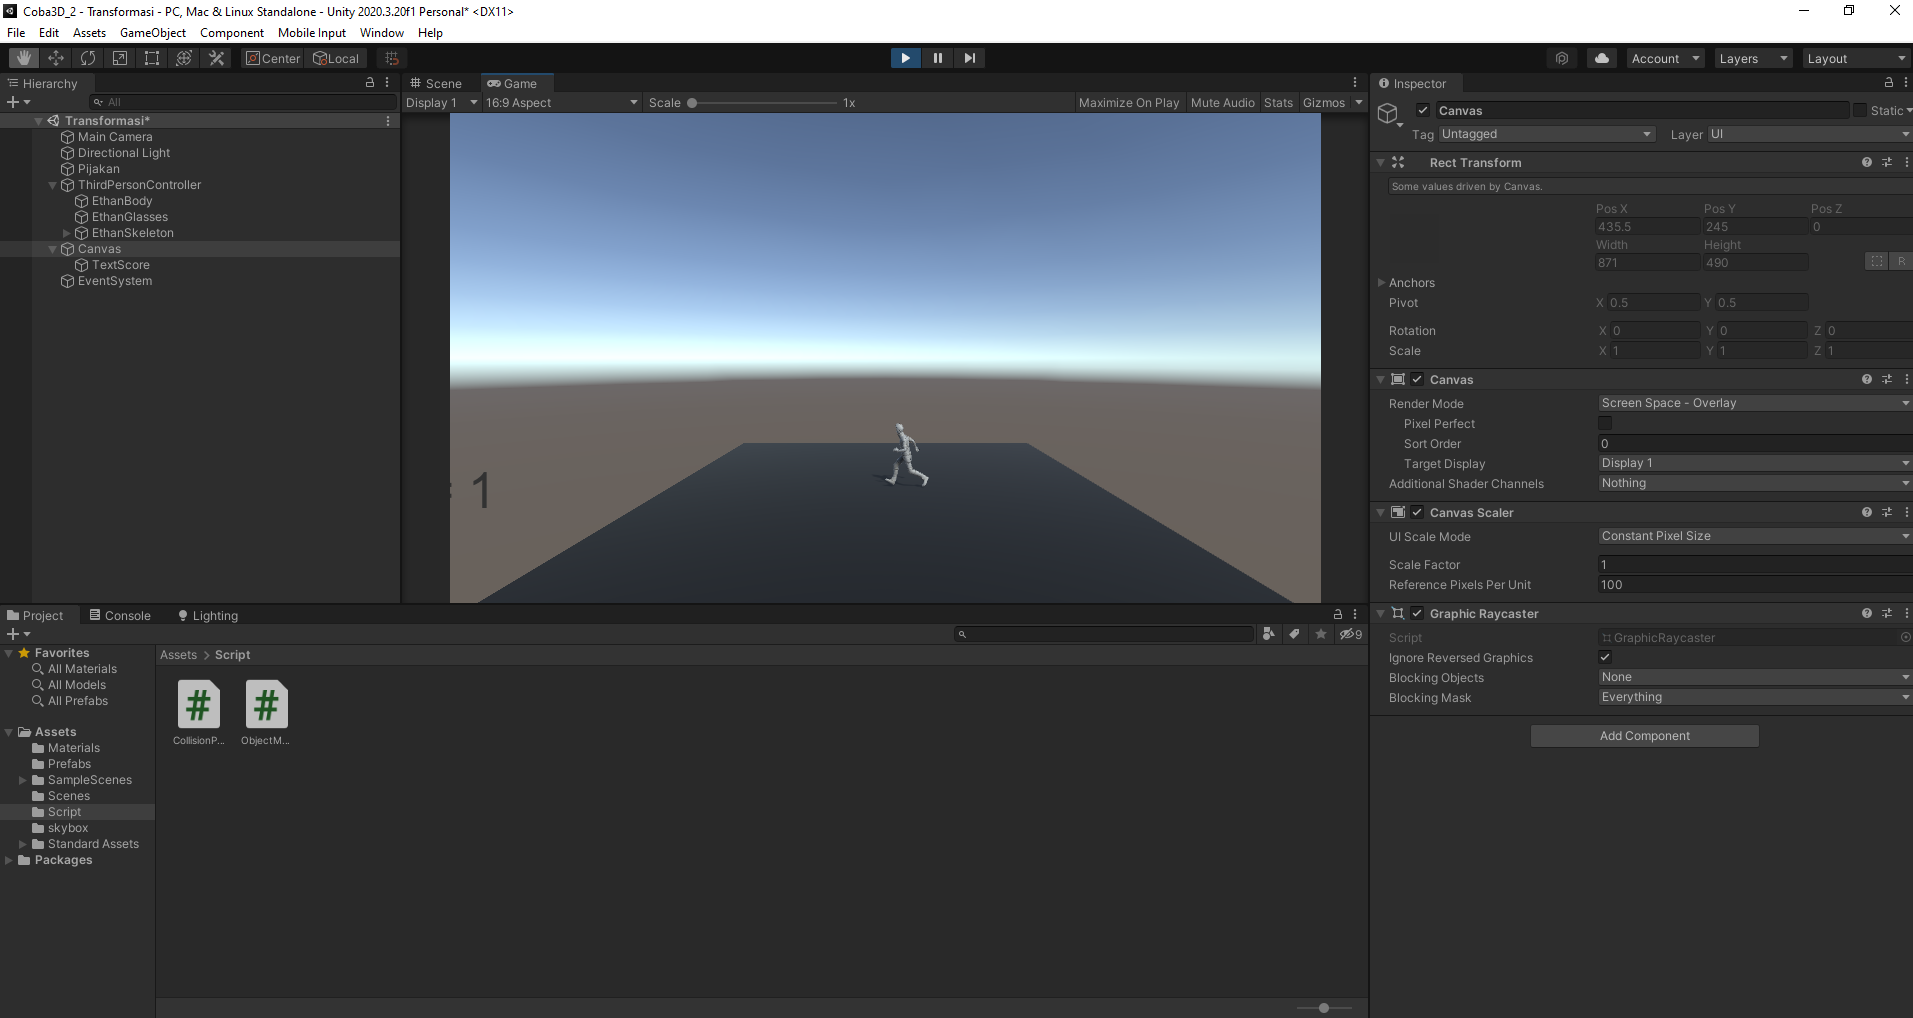 Coba3D_2 - Transformasi - PC, Mac & Linux Standalone - Unity 2020.3.20f1 Personal* <DX11>
File Edit Assets GameObject Component Mobile Input Window Help
Center Local Account Layers Layout
Hierarchy
All
Transformasi*
Main Camera
Directional Light
Pijakan
ThirdPersonController
EthanBody
EthanGlasses
EthanSkeleton
Canvas
TextScore
EventSystem
Scene Game
Display 1 16:9 Aspect Scale 1x Maximize On Play Mute Audio Stats Gizmos
: 1
Inspector
Canvas Static
Tag Untagged Layer UI
Rect Transform
Some values driven by Canvas.
Pos X Pos Y Pos Z
435.5 245 0
Width Height
871 490 R
Anchors
Pivot X 0.5 Y 0.5
Rotation X 0 Y 0 Z 0
Scale X 1 Y 1 Z 1
Canvas
Render Mode Screen Space - Overlay
Pixel Perfect
Sort Order 0
Target Display Display 1
Additional Shader Channels Nothing
Canvas Scaler
UI Scale Mode Constant Pixel Size
Scale Factor 1
Reference Pixels Per Unit 100
Graphic Raycaster
Script GraphicRaycaster
Ignore Reversed Graphics
Blocking Objects None
Blocking Mask Everything
Add Component
Project Console Lighting
9
Favorites
All Materials
All Models
All Prefabs
Assets
Materials
Prefabs
SampleScenes
Scenes
Script
skybox
Standard Assets
Packages
Assets > Script
# #
CollisionP... ObjectM...